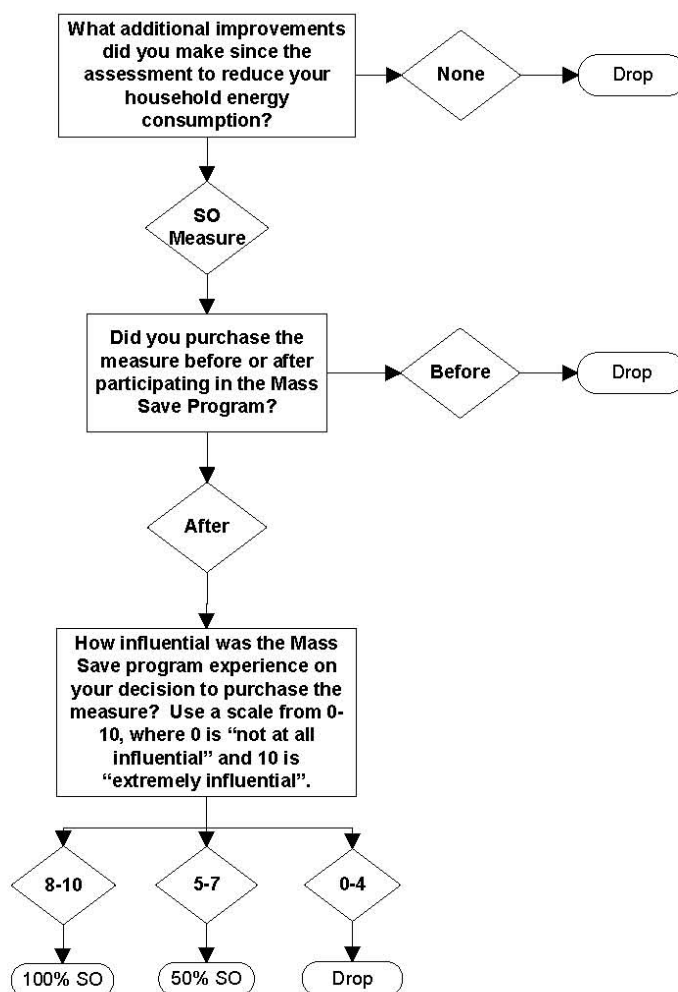 What additional improvements
did you make since the
assessment to reduce your
household energy
consumption?
None
Drop
SO
Measure
Did you purchase the
measure before or after
participating in the Mass
Save Program?
Before
Drop
After
How influential was the Mass
Save program experience on
your decision to purchase the
measure?  Use a scale from 0-
10, where 0 is “not at all
influential” and 10 is
“extremely influential”.
8-10
5-7
0-4
100% SO
50% SO
Drop